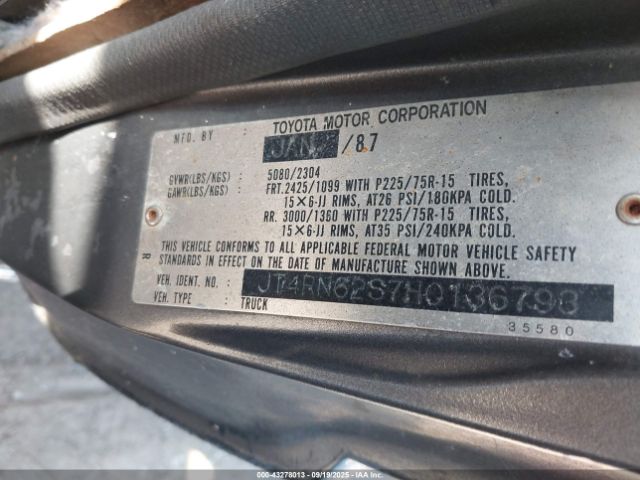 TOYOTA MOTOR CORPORATION
MFD. BY
JAN /87
GVWR(LBS/KGS) : 5080/2304
GAWR(LBS/KGS) : FRT. 2425/1099 WITH P225/75R-15 TIRES,
15×6-JJ RIMS, AT26 PSI/180KPA COLD.
RR. 3000/1360 WITH P225/75R-15 TIRES,
15×6-JJ RIMS, AT35 PSI/240KPA COLD.
THIS VEHICLE CONFORMS TO ALL APPLICABLE FEDERAL MOTOR VEHICLE SAFETY
STANDARDS IN EFFECT ON THE DATE OF MANUFACTURE SHOWN ABOVE.
R
VEH. IDENT. NO. : JT4RN62S7H0136793
VEH. TYPE : TRUCK
35580
000-43278013 - 09/19/2025 - IAAI.COM